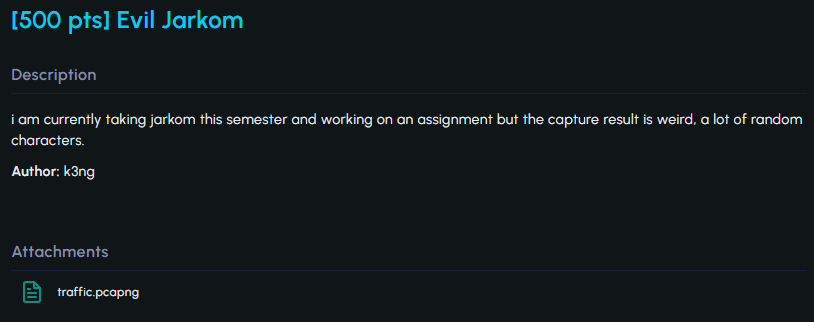 [500 pts] Evil Jarkom
Description
i am currently taking jarkom this semester and working on an assignment but the capture result is weird, a lot of random
characters.
Author: k3ng
Attachments
traffic.pcapng